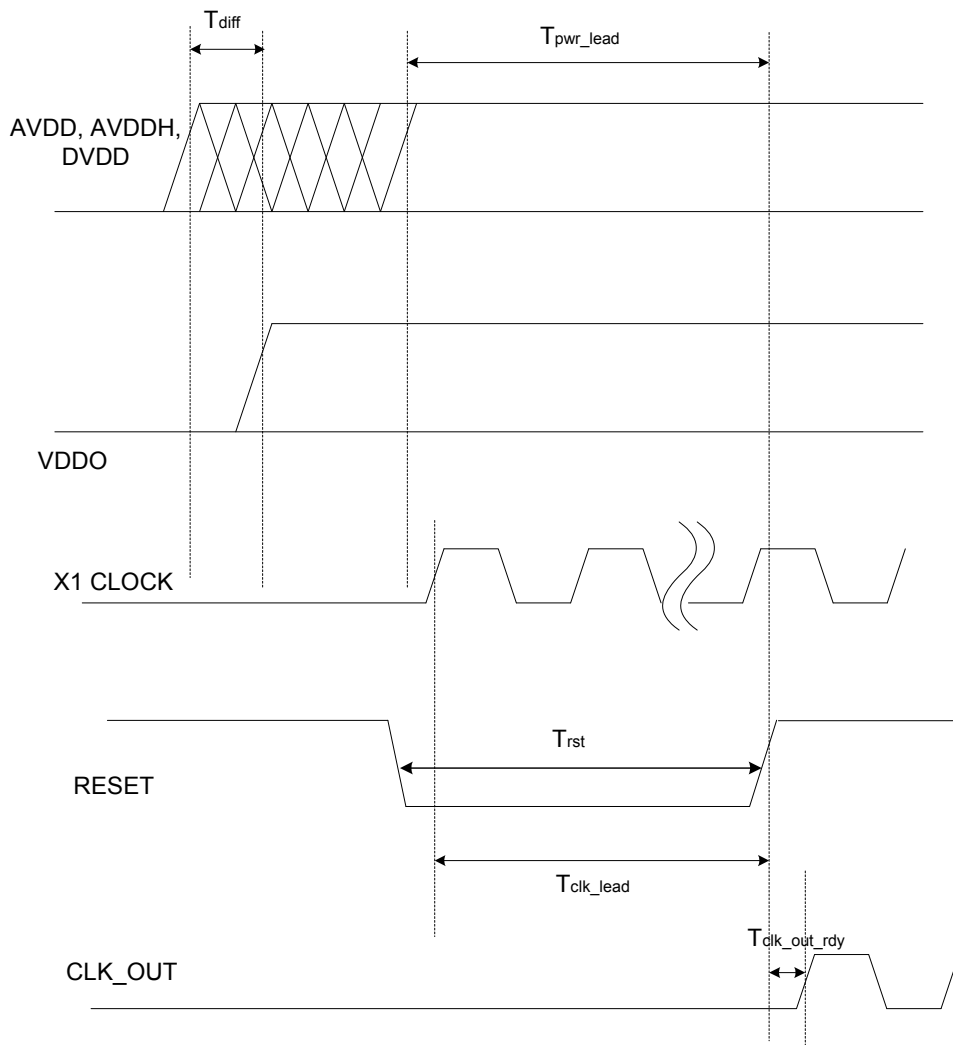 Tdiff
Tpwr_lead
AVDD, AVDDH,
DVDD
VDDO
X1 CLOCK
Trst
RESET
Tclk_lead
Tclk_out_rdy
CLK_OUT